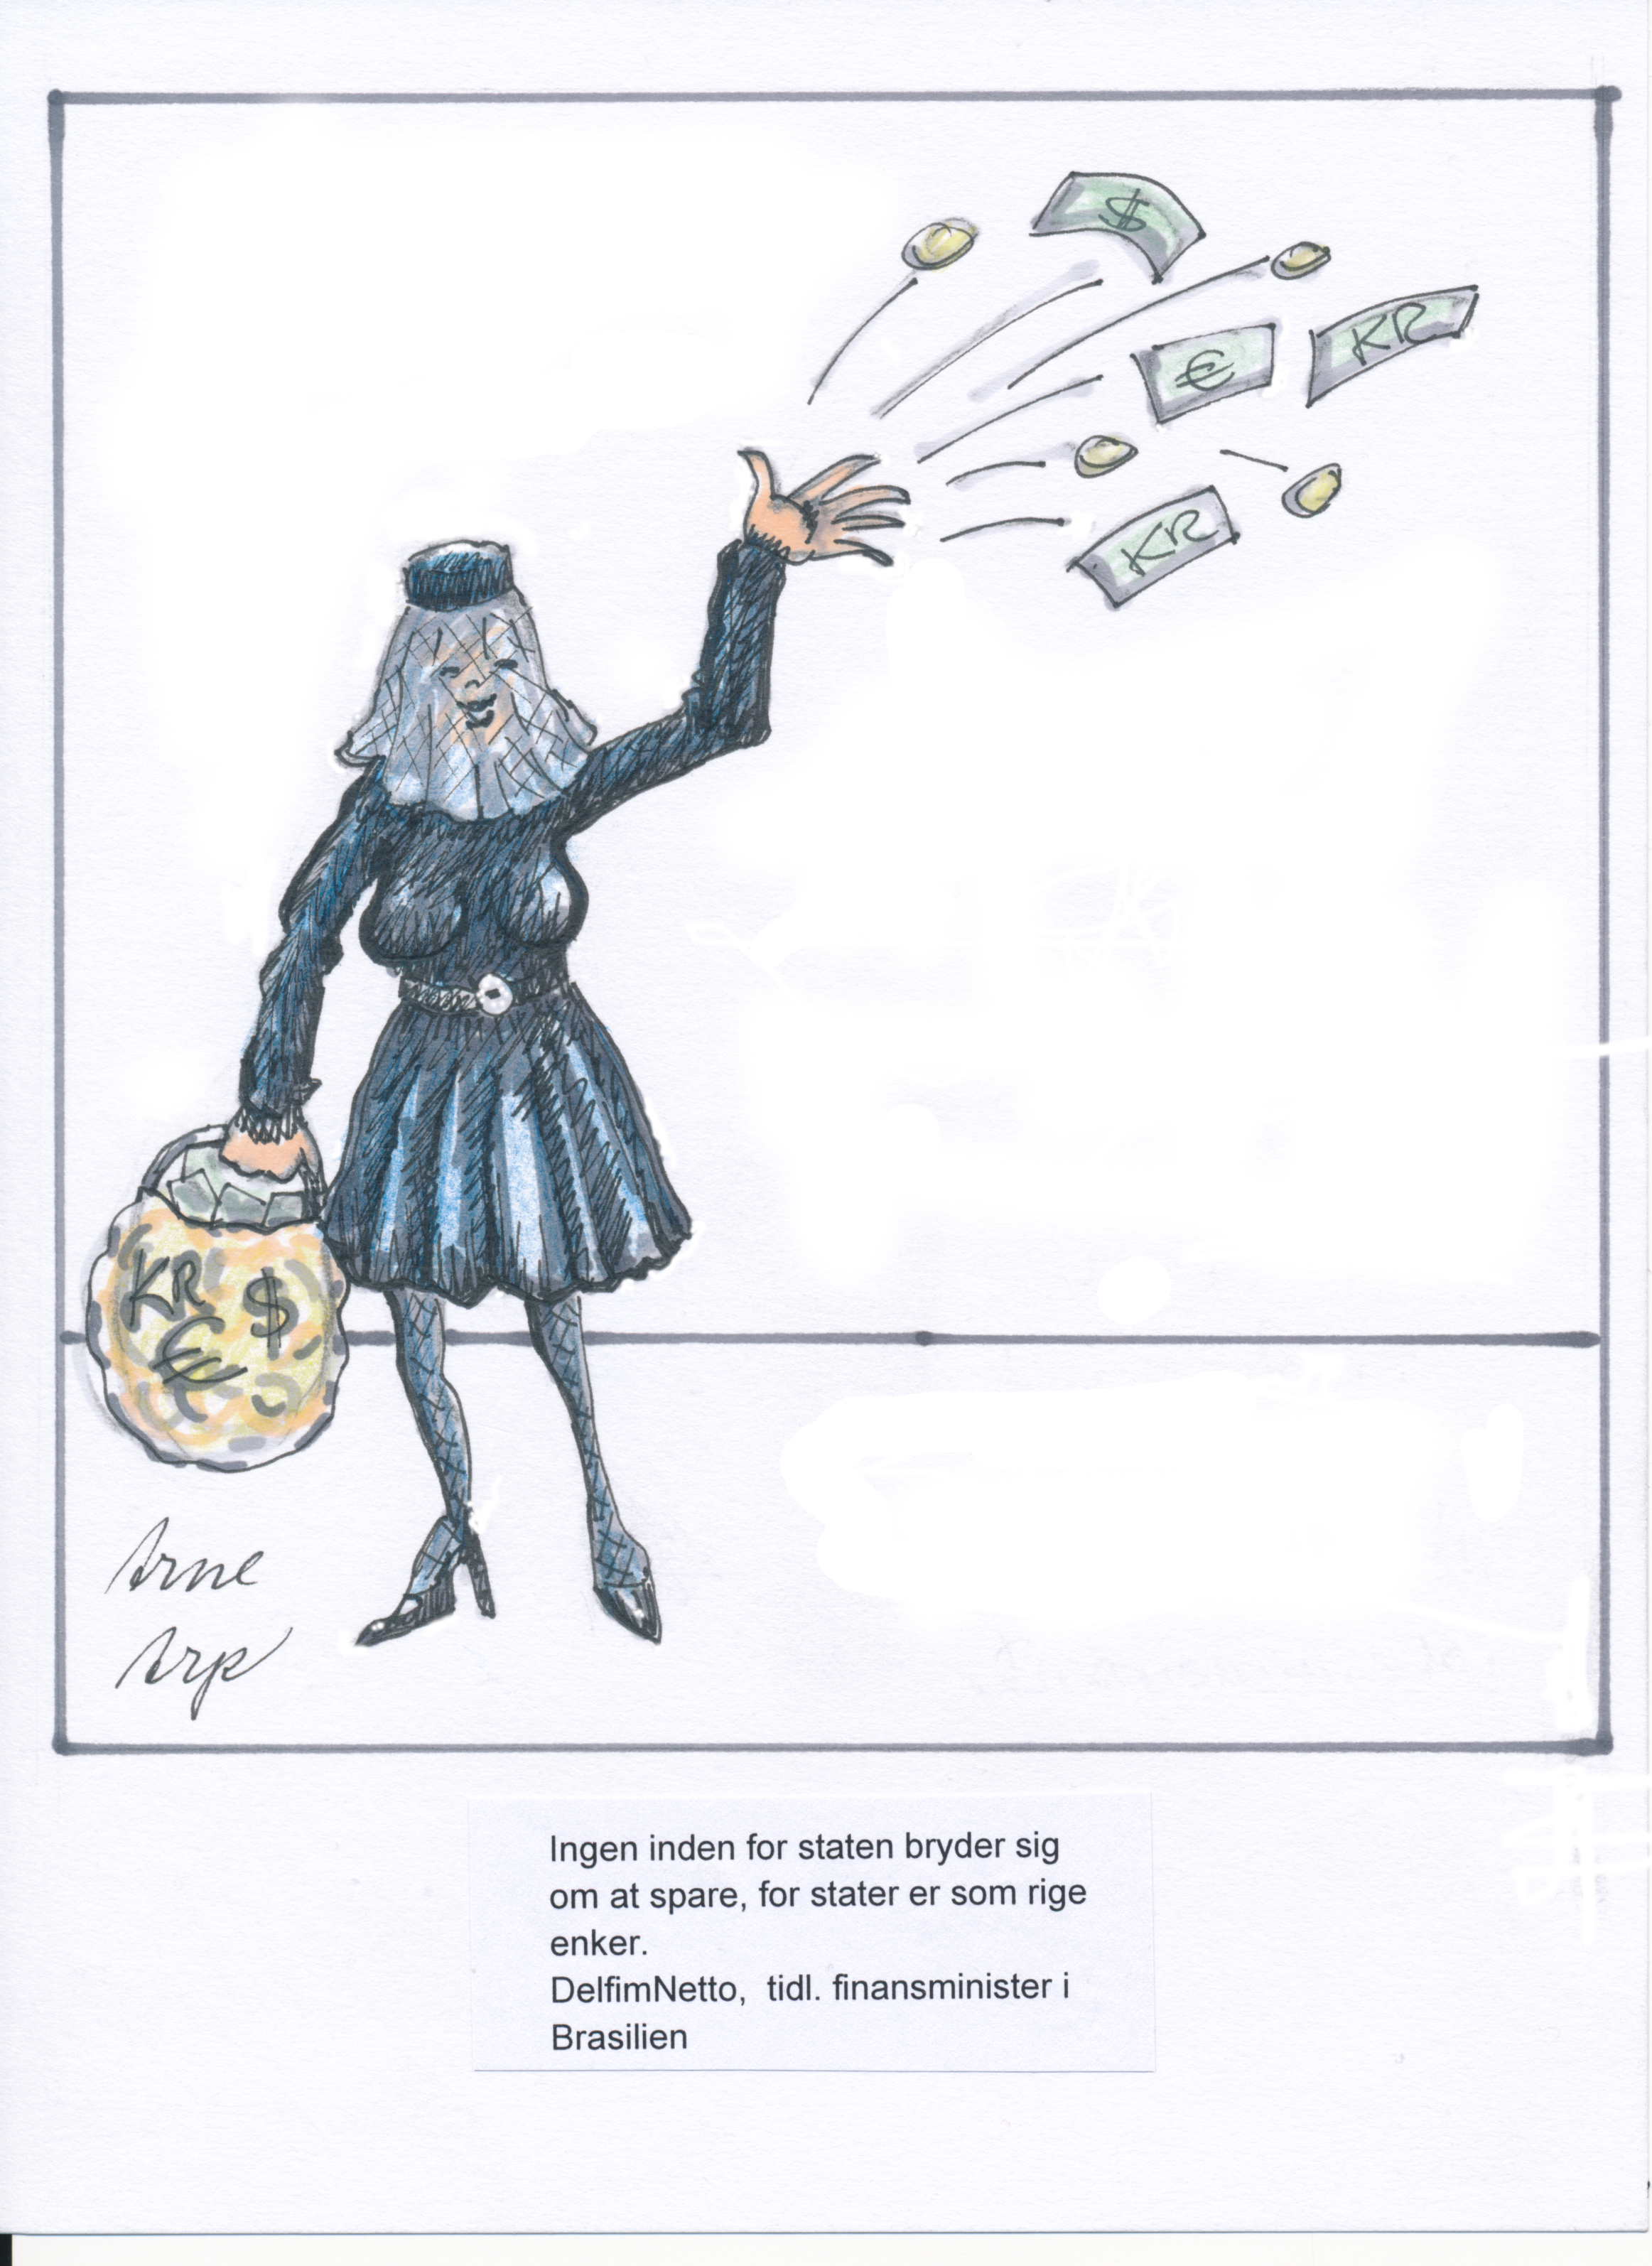 $
€
KR
KR
KR
$
€
Arne
Arp
Ingen inden for staten bryder sig
om at spare, for stater er som rige
enker.
DelfimNetto, tidl. finansminister i
Brasilien